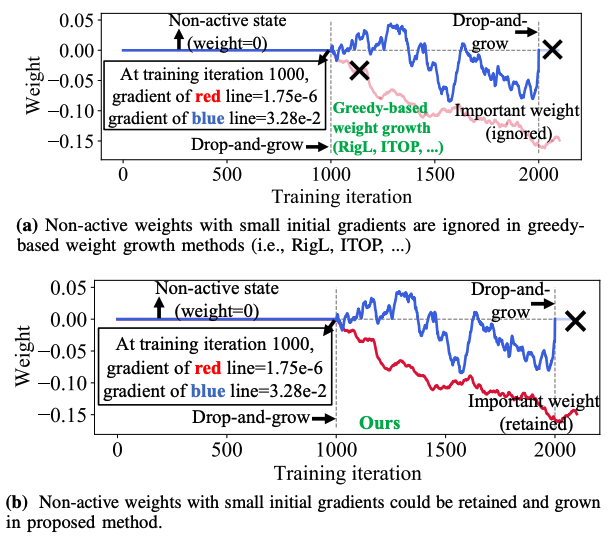 Non-active state
(weight=0)
Drop-and-
grow
0.05
0.00
−0.05
−0.10
−0.15
Weight
At training iteration 1000,
gradient of red line=1.75e-6
gradient of blue line=3.28e-2
Greedy-based
weight growth
(RigL, ITOP, ...)
Important weight
(ignored)
Drop-and-grow
0
500
1000
1500
2000
Training iteration
(a) Non-active weights with small initial gradients are ignored in greedy-
based weight growth methods (i.e., RigL, ITOP, ...)
Non-active state
(weight=0)
Drop-and-
grow
0.05
0.00
−0.05
−0.10
−0.15
Weight
At training iteration 1000,
gradient of red line=1.75e-6
gradient of blue line=3.28e-2
Important weight
(retained)
Drop-and-grow
Ours
0
500
1000
1500
2000
Training iteration
(b) Non-active weights with small initial gradients could be retained and grown
in proposed method.